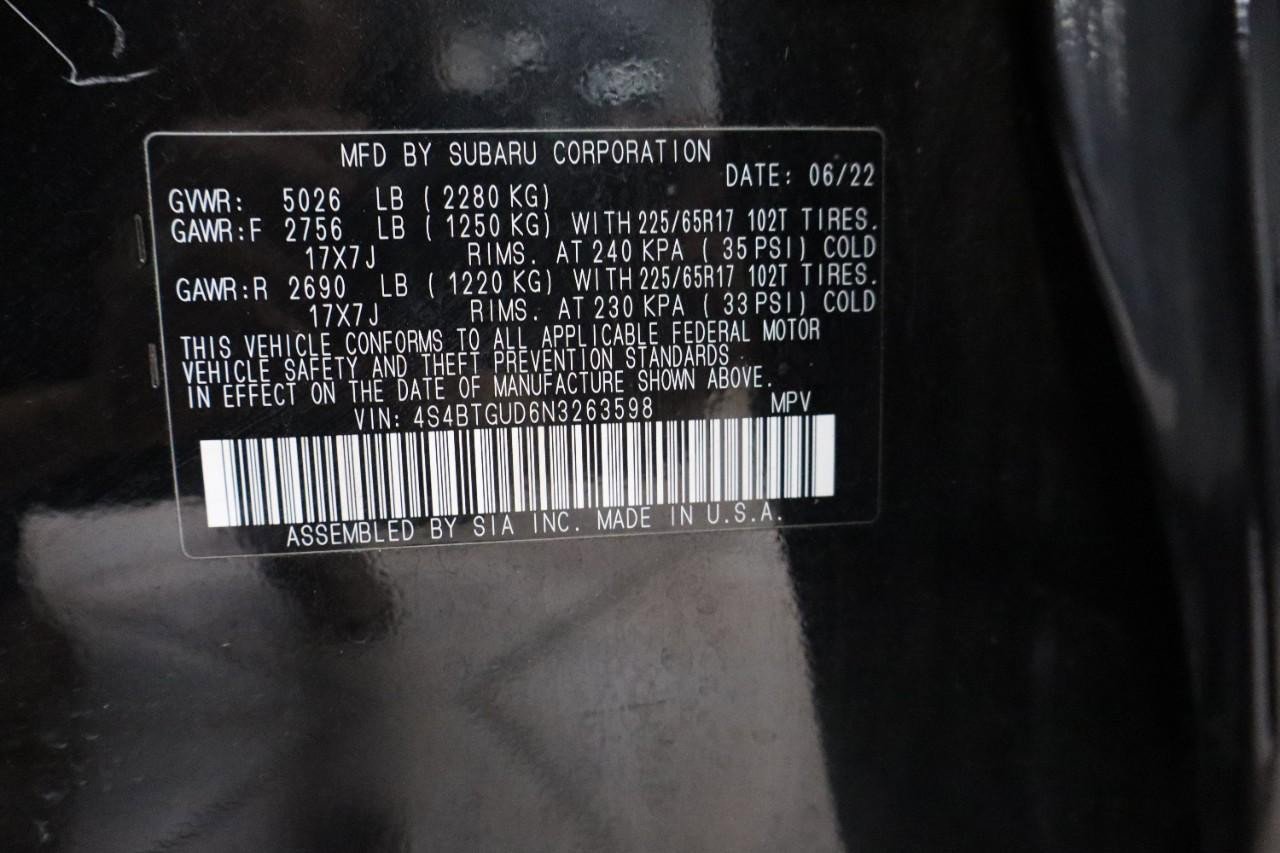 MFD BY SUBARU CORPORATION
DATE: 06/22
GVWR: 5026 LB ( 2280 KG)
GAWR:F 2756 LB ( 1250 KG) WITH 225/65R17 102T TIRES.
17X7J RIMS. AT 240 KPA ( 35 PSI) COLD
GAWR:R 2690 LB ( 1220 KG) WITH 225/65R17 102T TIRES.
17X7J RIMS. AT 230 KPA ( 33 PSI) COLD
THIS VEHICLE CONFORMS TO ALL APPLICABLE FEDERAL MOTOR
VEHICLE SAFETY AND THEFT PREVENTION STANDARDS
IN EFFECT ON THE DATE OF MANUFACTURE SHOWN ABOVE.
VIN: 4S4BTGUD6N3263598 MPV
ASSEMBLED BY SIA INC. MADE IN U.S.A.